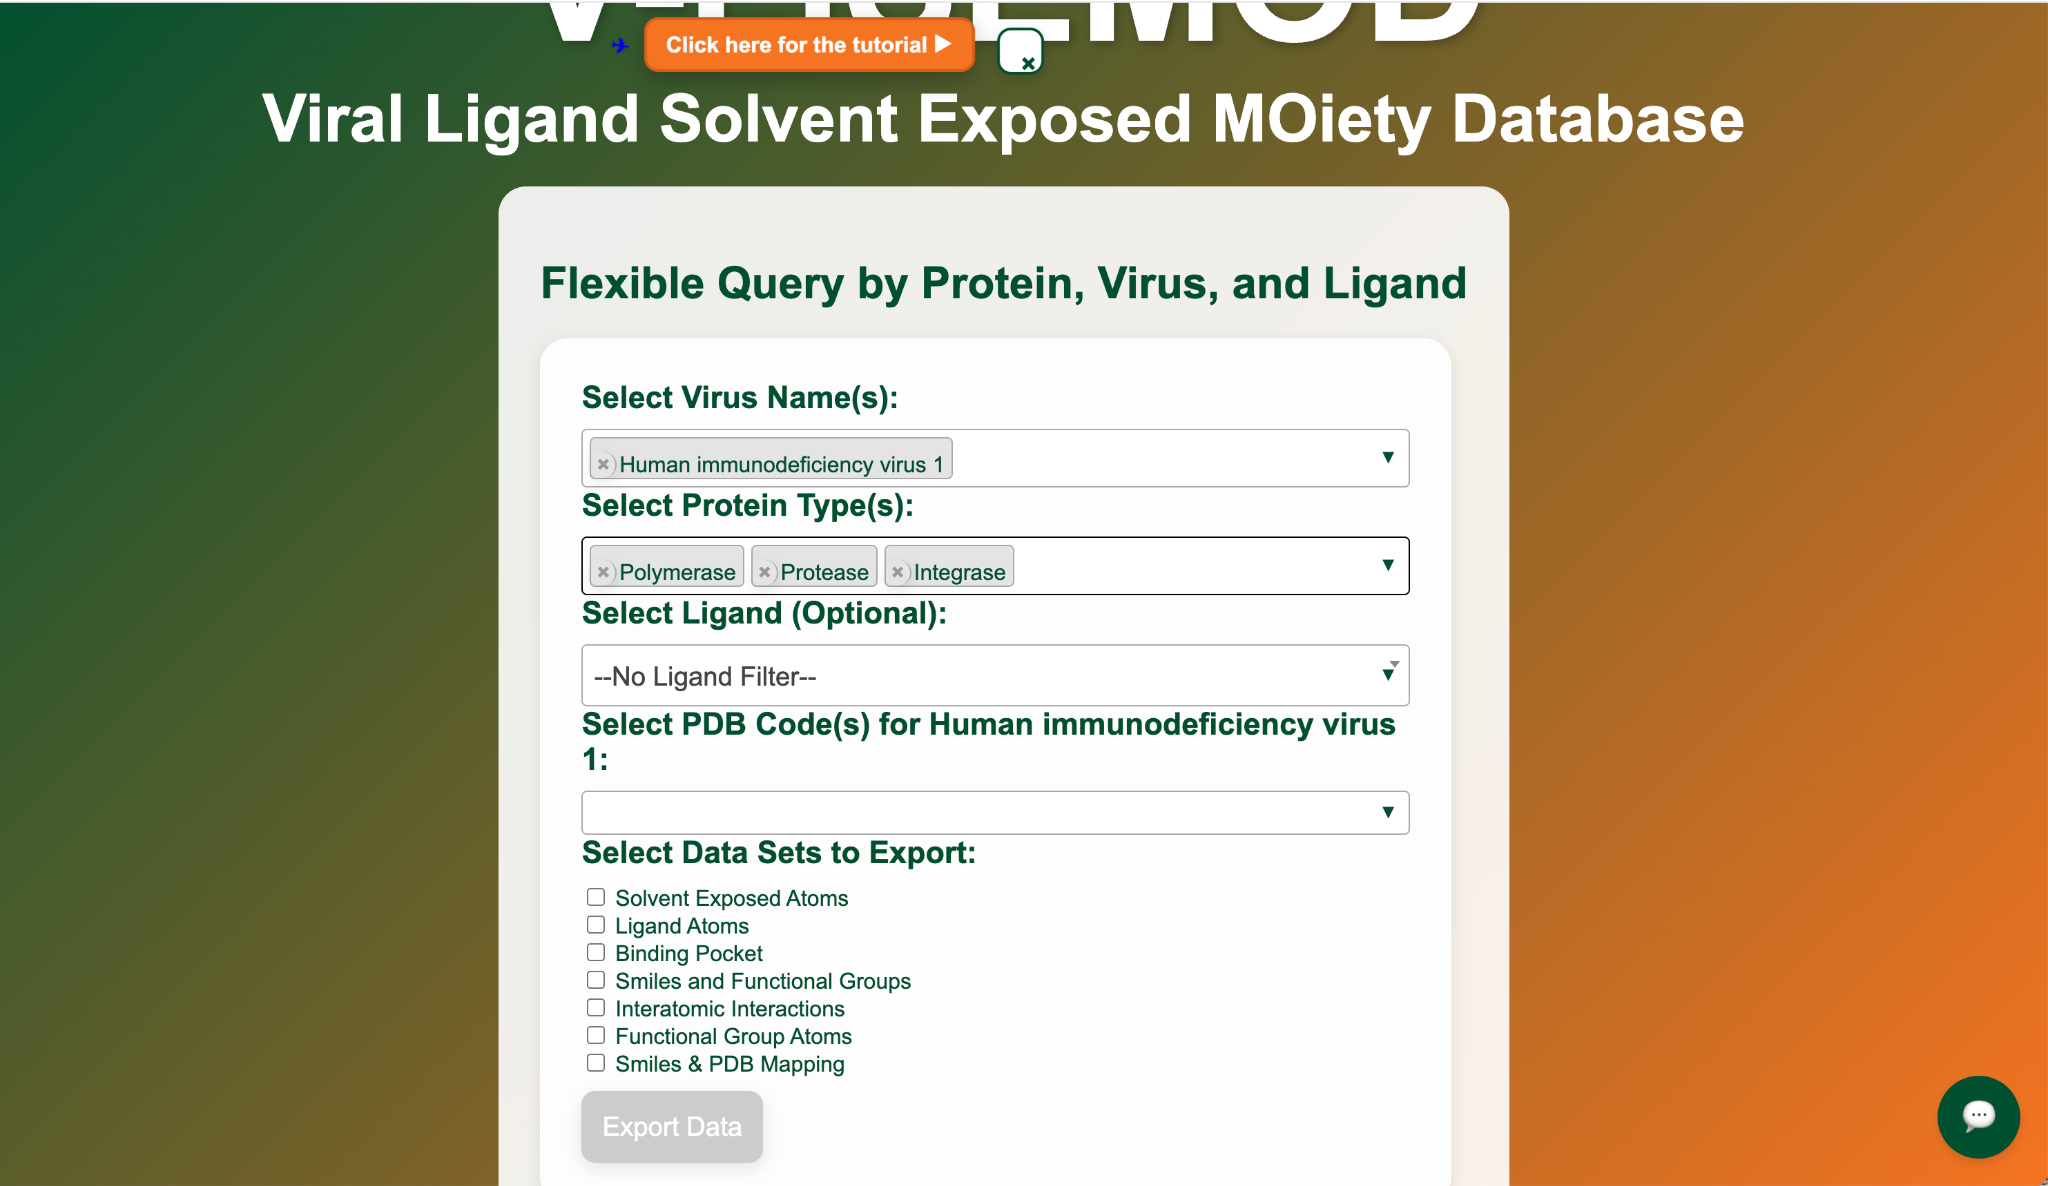 Click here for the tutorial ▶
Viral Ligand Solvent Exposed MOiety Database
Flexible Query by Protein, Virus, and Ligand
Select Virus Name(s):
× Human immunodeficiency virus 1
Select Protein Type(s):
× Polymerase × Protease × Integrase
Select Ligand (Optional):
--No Ligand Filter--
Select PDB Code(s) for Human immunodeficiency virus
1:
Select Data Sets to Export:
Solvent Exposed Atoms
Ligand Atoms
Binding Pocket
Smiles and Functional Groups
Interatomic Interactions
Functional Group Atoms
Smiles & PDB Mapping
Export Data